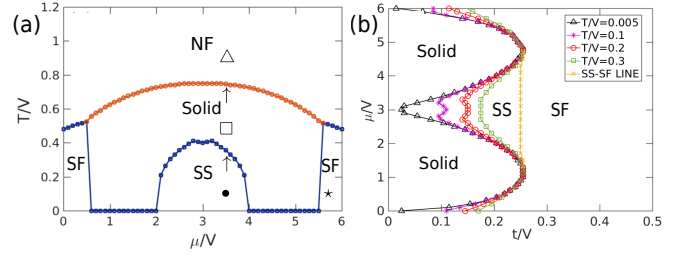 (a)
T/V
1.4
1.2
1
0.8
0.6
0.4
0.2
0
NF
Solid
SF
SS
SF
0 1 2 3 4 5 6
μ/V
(b)
μ/V
6
5
4
3
2
1
0
T/V=0.005
T/V=0.1
T/V=0.2
T/V=0.3
SS-SF LINE
Solid
SS
SF
Solid
0 0.1 0.2 0.3 0.4 0.5
t/V